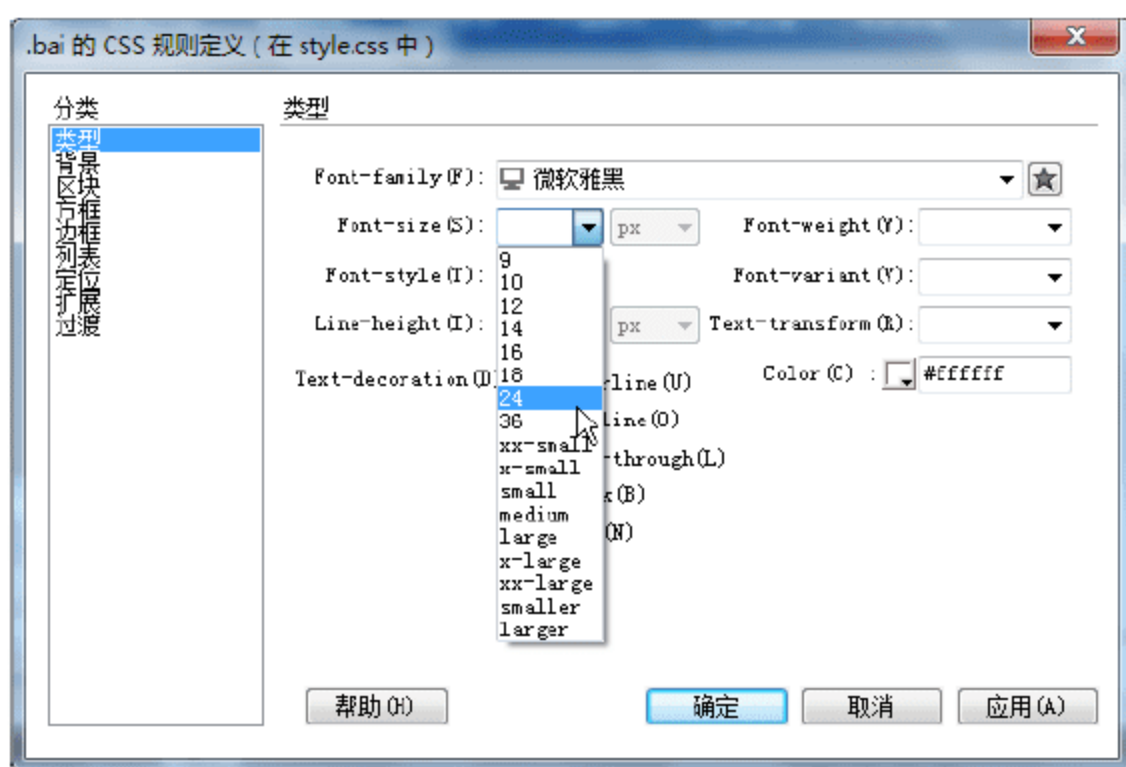 .bai 的 CSS 规则定义 ( 在 style.css 中 )
分类
类型
背景
区块
方框
边框
列表
定位
扩展
过渡
类型
Font-family(F): 微软雅黑
Font-size(S): px Font-weight(Y):
Font-style(T): Font-variant(V):
Line-height(I): px Text-transform(R):
Text-decoration(D rline(U) Color(C) : #ffffff
line(O)
-through(L)
(B)
(N)
9
10
12
14
16
18
24
36
xx-small
x-small
small
medium
large
x-large
xx-large
smaller
larger
帮助(H) 确定 取消 应用(A)